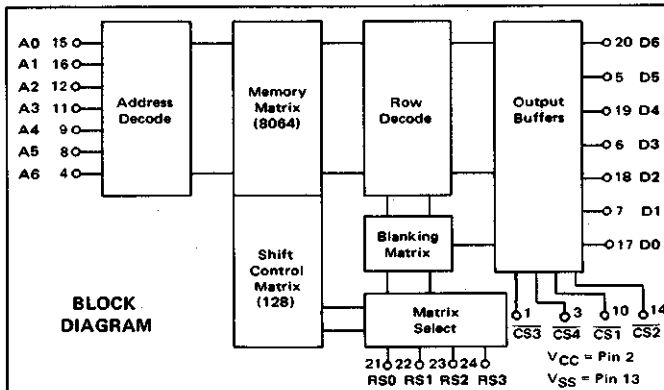 A0 15
A1 16
A2 12
A3 11
A4 9
A5 8
A6 4
Address
Decode
Memory
Matrix
(8064)
Row
Decode
Output
Buffers
20 D6
5 D5
19 D4
6 D3
18 D2
7 D1
17 D0
Shift
Control
Matrix
(128)
Blanking
Matrix
Matrix
Select
BLOCK
DIAGRAM
21 22 23 24
RS0 RS1 RS2 RS3
1 3 10 14
CS3 CS4 CS1 CS2
VCC = Pin 2
VSS = Pin 13